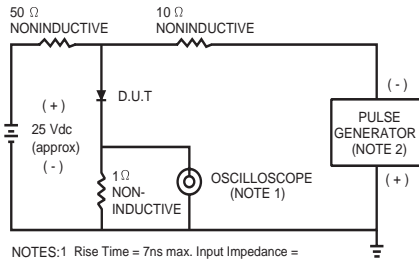 50 Ω
NONINDUCTIVE
10 Ω
NONINDUCTIVE
(+)
25 Vdc
(approx)
(-)
D.U.T
1Ω
NON-
INDUCTIVE
OSCILLOSCOPE
(NOTE 1)
(-)
PULSE
GENERATOR
(NOTE 2)
(+)
NOTES:1 Rise Time = 7ns max. Input Impedance =